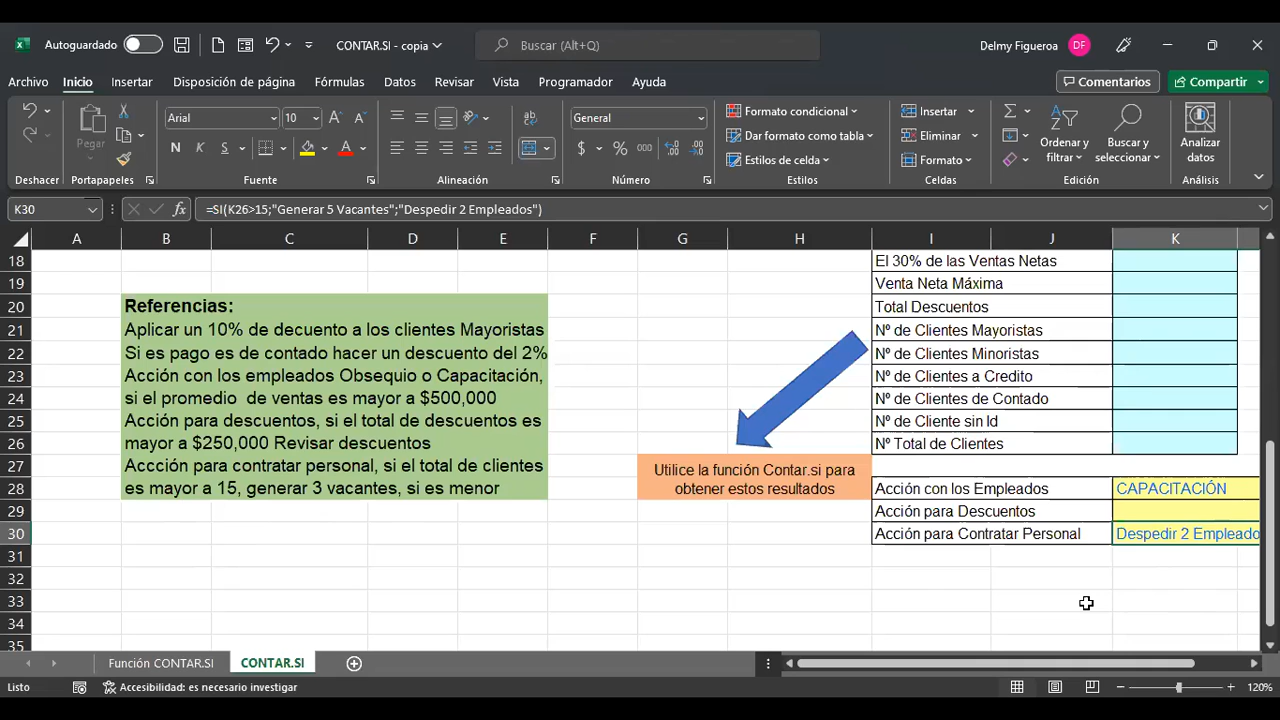 Autoguardado
CONTAR.SI - copia
Buscar (Alt+Q)
Delmy Figueroa
DF
Archivo Inicio Insertar Disposición de página Fórmulas Datos Revisar Vista Programador Ayuda
Comentarios
Compartir
Pegar
Arial
10
N K S
General
$ % 000
Formato condicional
Dar formato como tabla
Estilos de celda
Insertar
Eliminar
Formato
Ordenar y filtrar
Buscar y seleccionar
Analizar datos
Deshacer Portapapeles Fuente Alineación Número Estilos Celdas Edición Análisis
K30
fx
=SI(K26>15;"Generar 5 Vacantes";"Despedir 2 Empleados")
A B C D E F G H I J K
18 El 30% de las Ventas Netas
19 Venta Neta Máxima
20 Referencias: Total Descuentos
21 Aplicar un 10% de decuento a los clientes Mayoristas Nº de Clientes Mayoristas
22 Si es pago es de contado hacer un descuento del 2% Nº de Clientes Minoristas
23 Acción con los empleados Obsequio o Capacitación, Nº de Clientes a Credito
24 si el promedio de ventas es mayor a $500,000 Nº de Clientes de Contado
25 Acción para descuentos, si el total de descuentos es Nº de Cliente sin Id
26 mayor a $250,000 Revisar descuentos Nº Total de Clientes
27 Accción para contratar personal, si el total de clientes Utilice la función Contar.si para
28 es mayor a 15, generar 3 vacantes, si es menor obtener estos resultados Acción con los Empleados CAPACITACIÓN
29 Acción para Descuentos
30 Acción para Contratar Personal Despedir 2 Empleado
31
32
33
34
35
Función CONTAR.SI CONTAR.SI
Listo
Accesibilidad: es necesario investigar
120%